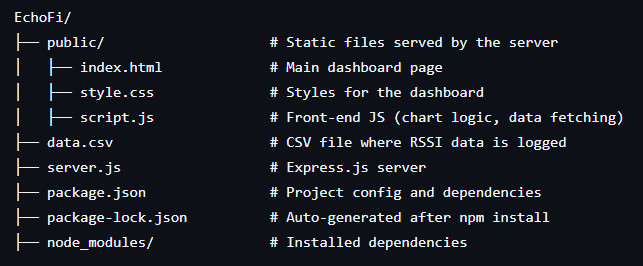 EchoFi/
├── public/                    # Static files served by the server
│   ├── index.html             # Main dashboard page
│   ├── style.css              # Styles for the dashboard
│   ├── script.js              # Front-end JS (chart logic, data fetching)
├── data.csv                   # CSV file where RSSI data is logged
├── server.js                  # Express.js server
├── package.json               # Project config and dependencies
├── package-lock.json          # Auto-generated after npm install
├── node_modules/              # Installed dependencies